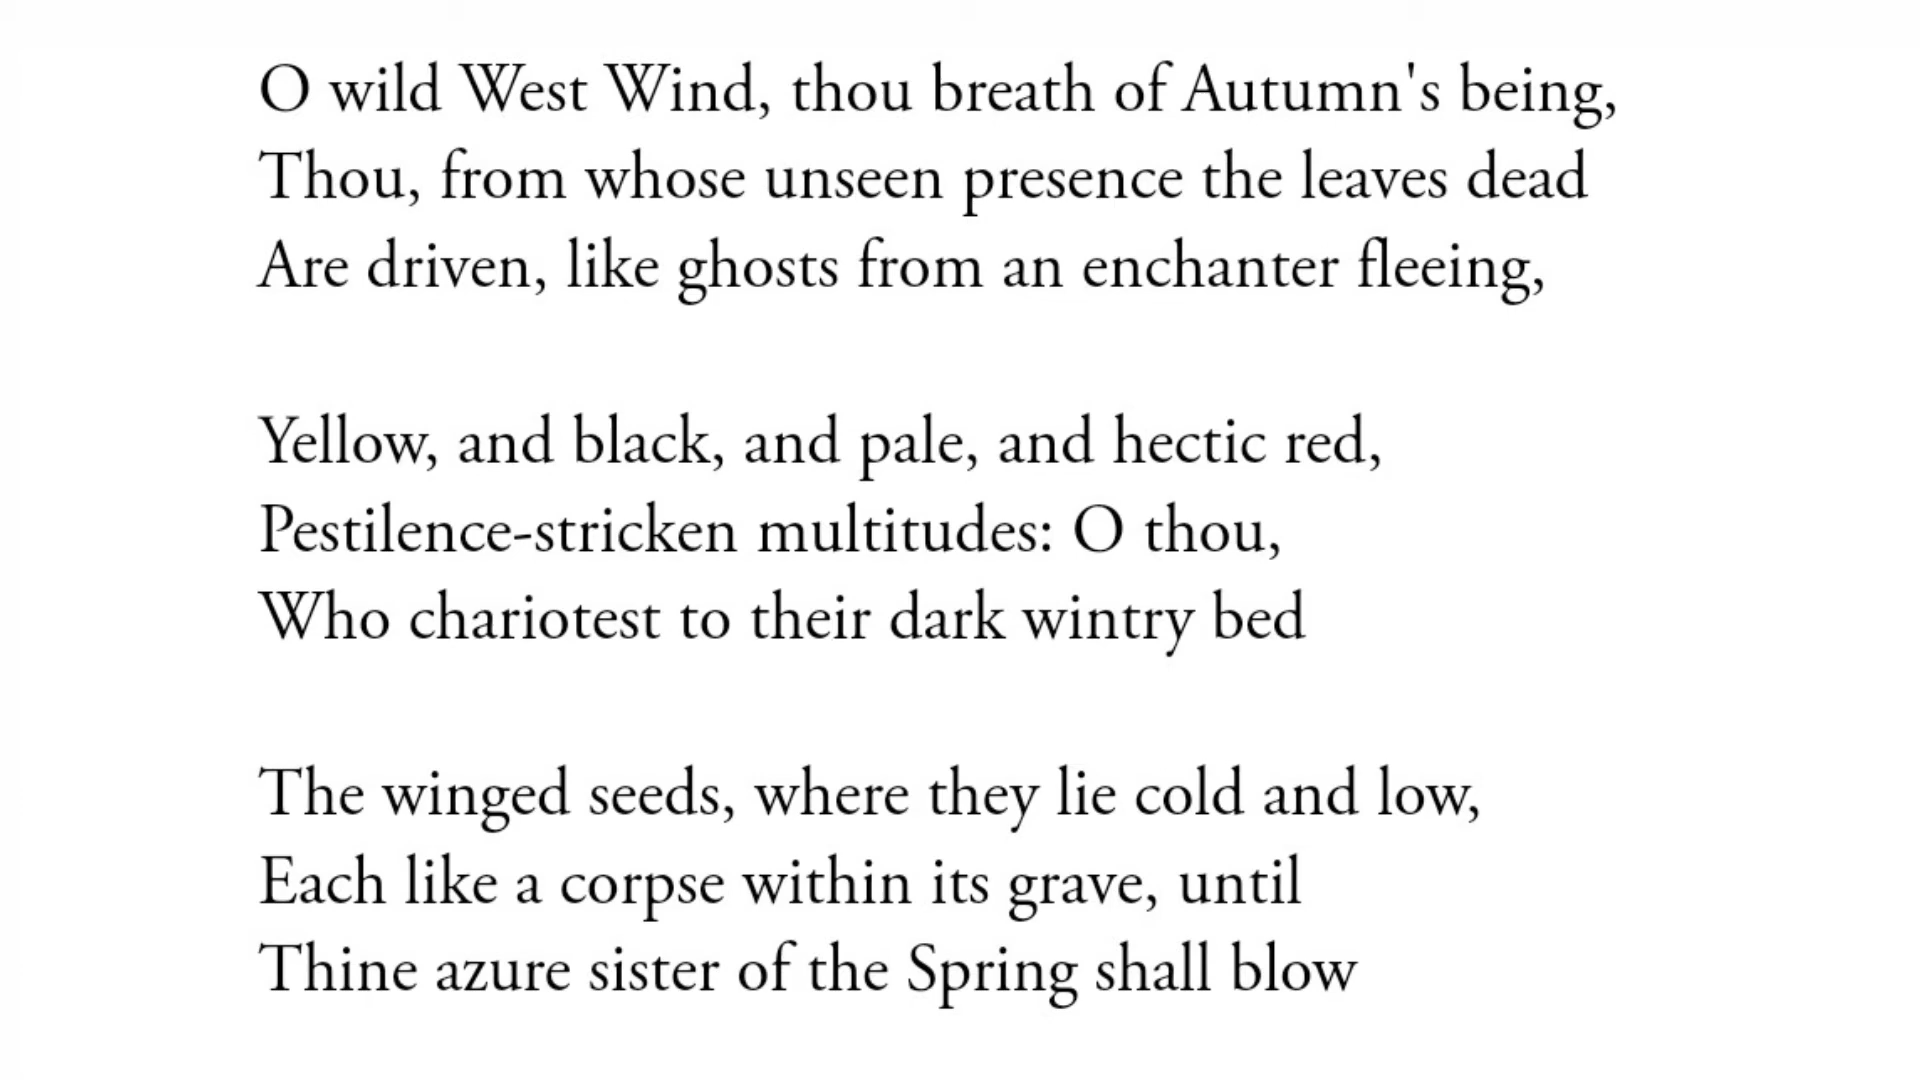 O wild West Wind, thou breath of Autumn's being,
Thou, from whose unseen presence the leaves dead
Are driven, like ghosts from an enchanter fleeing,
Yellow, and black, and pale, and hectic red,
Pestilence-stricken multitudes: O thou,
Who chariotest to their dark wintry bed
The winged seeds, where they lie cold and low,
Each like a corpse within its grave, until
Thine azure sister of the Spring shall blow